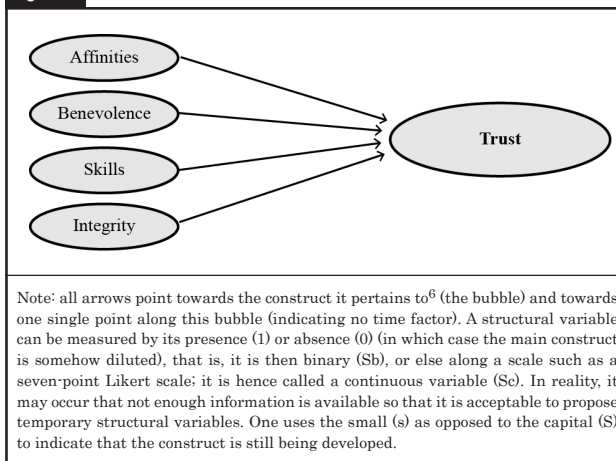 Affinities
Benevolence
Trust
Skills
Integrity
Note: all arrows point towards the construct it pertains to6 (the bubble) and towards
one single point along this bubble (indicating no time factor). A structural variable
can be measured by its presence (1) or absence (0) (in which case the main construct
is somehow diluted), that is, it is then binary (Sb), or else along a scale such as a
seven-point Likert scale; it is hence called a continuous variable (Sc). In reality, it
may occur that not enough information is available so that it is acceptable to propose
temporary structural variables. One uses the small (s) as opposed to the capital (S)
to indicate that the construct is still being developed.